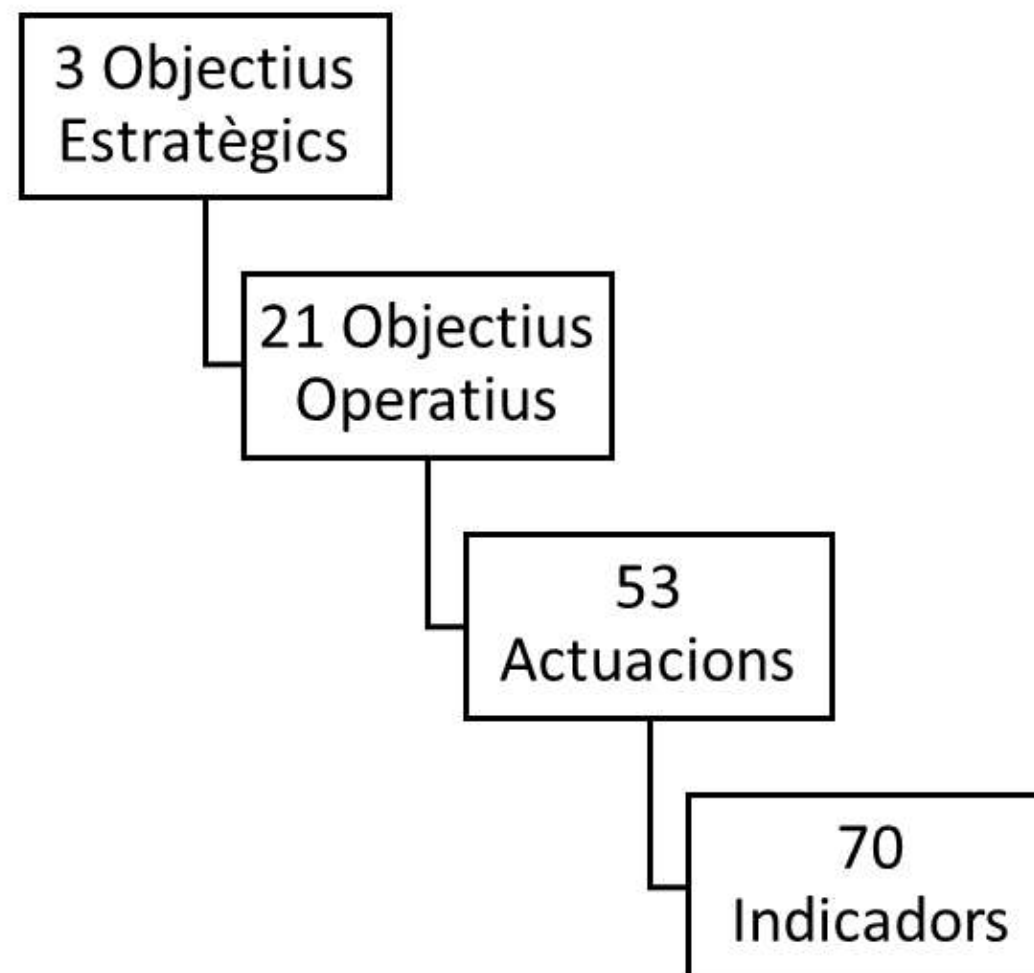 3 Objectius
Estratègics
21 Objectius
Operatius
53
Actuacions
70
Indicadors